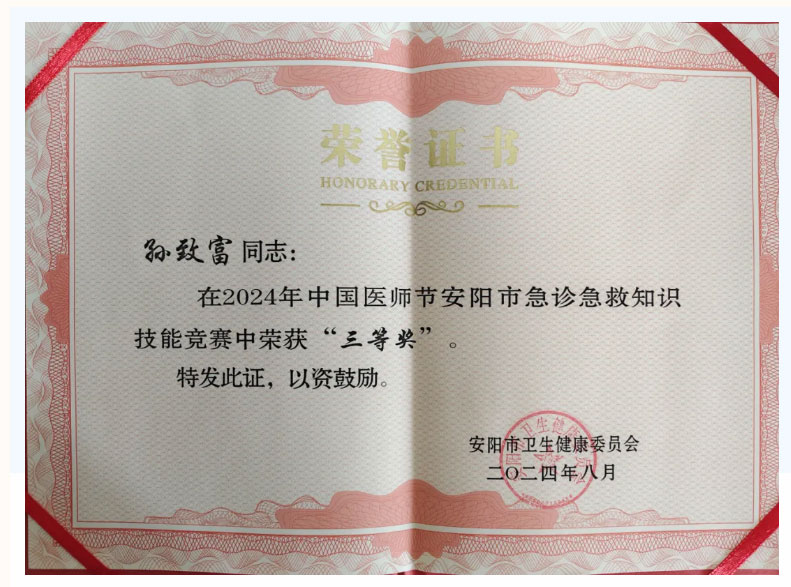 荣誉证书
HONORARY CREDENTIAL
孙致富同志：
在2024年中国医师节安阳市急诊急救知识
技能竞赛中荣获“三等奖”。
特发此证，以资鼓励。
安阳市卫生健康委员会
二〇二四年八月